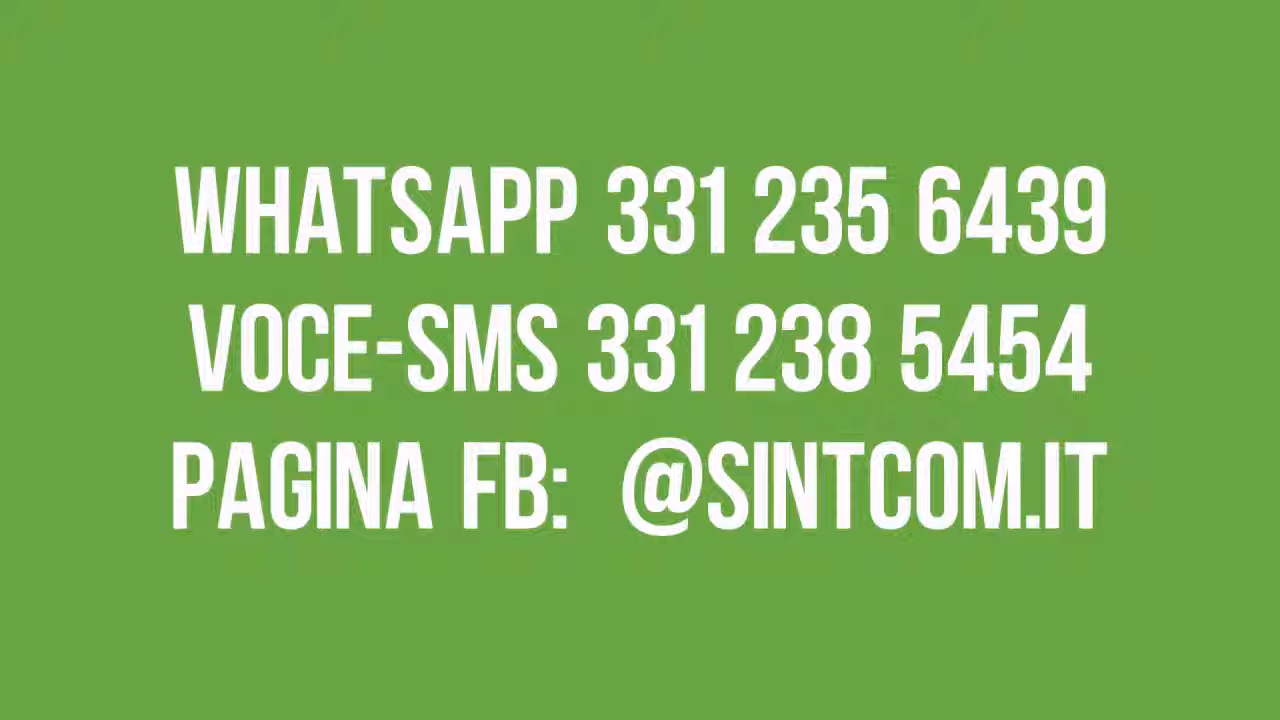 WHATSAPP 331 235 6439
VOCE-SMS 331 238 5454
PAGINA FB: @SINTCOM.IT